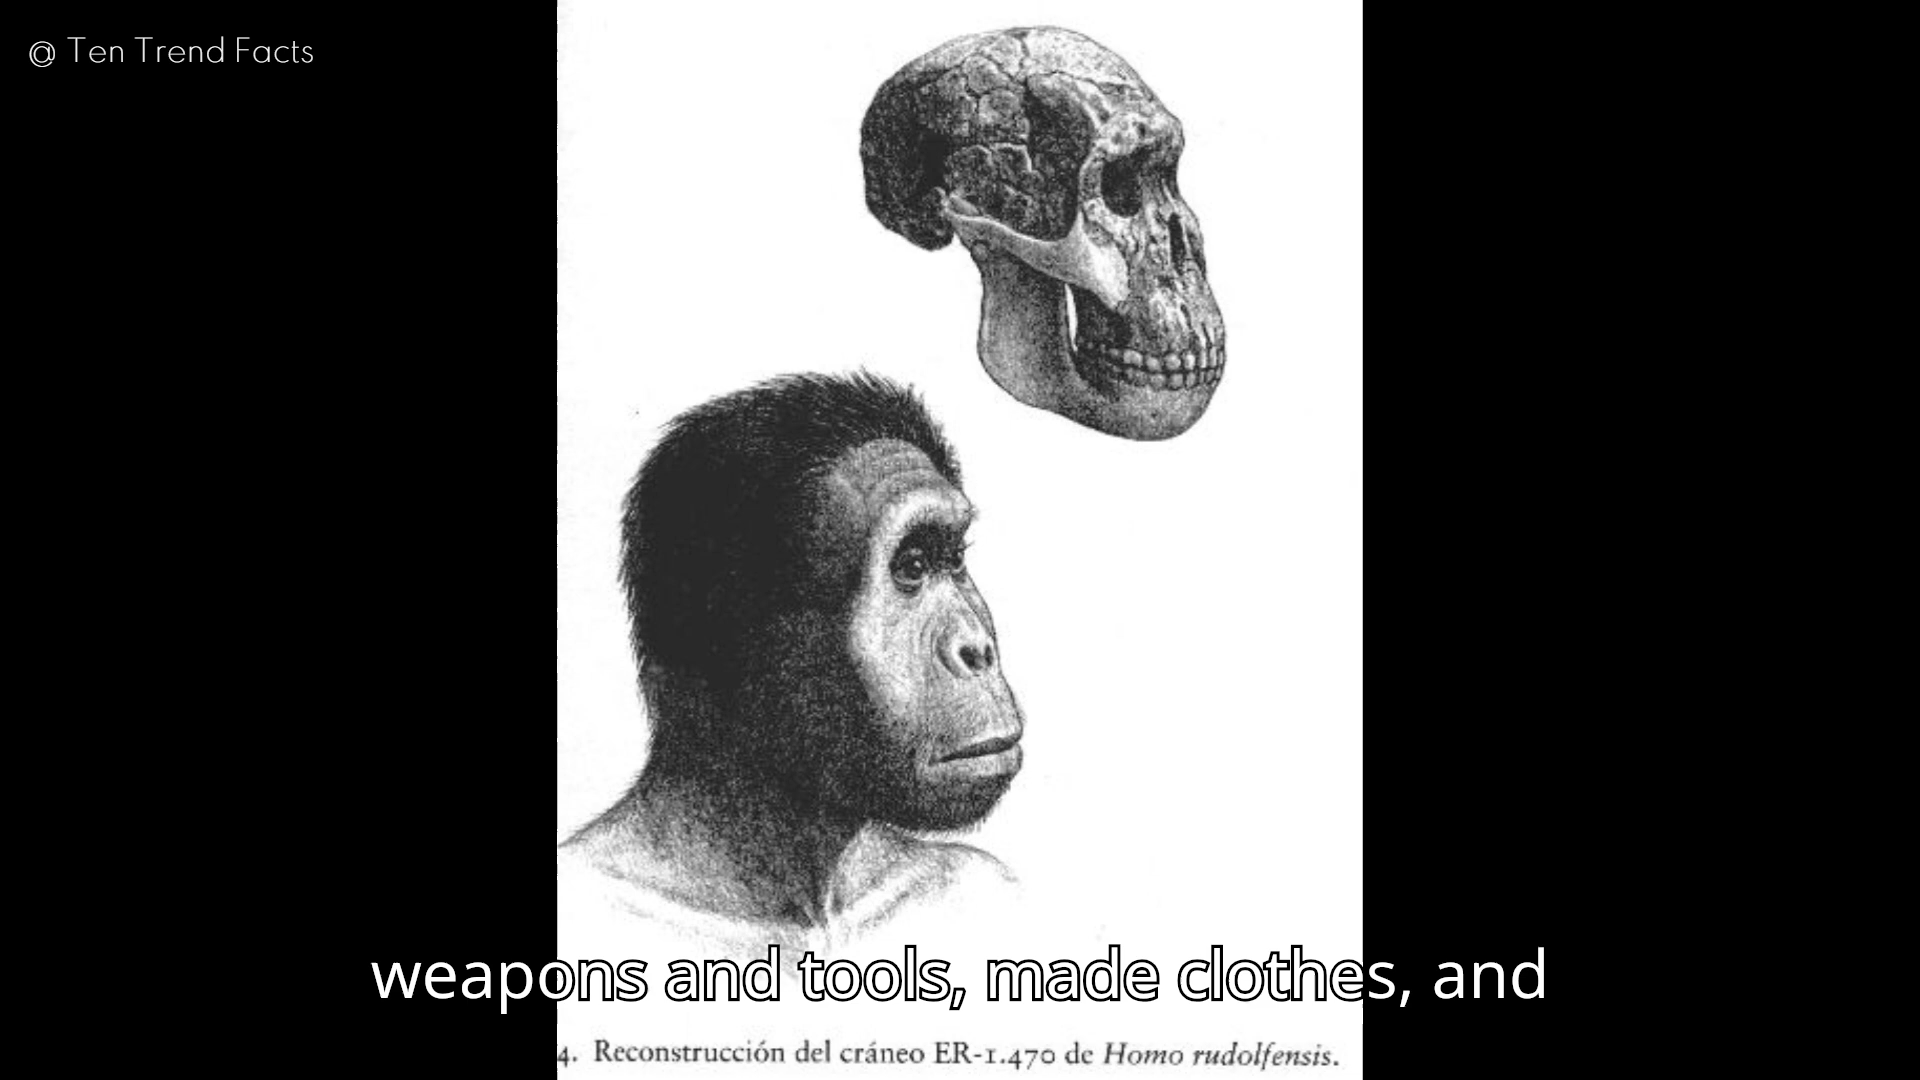 @ Ten Trend Facts
weapons and tools, made clothes, and
4. Reconstrucción del cráneo ER-1.470 de Homo rudolfensis.